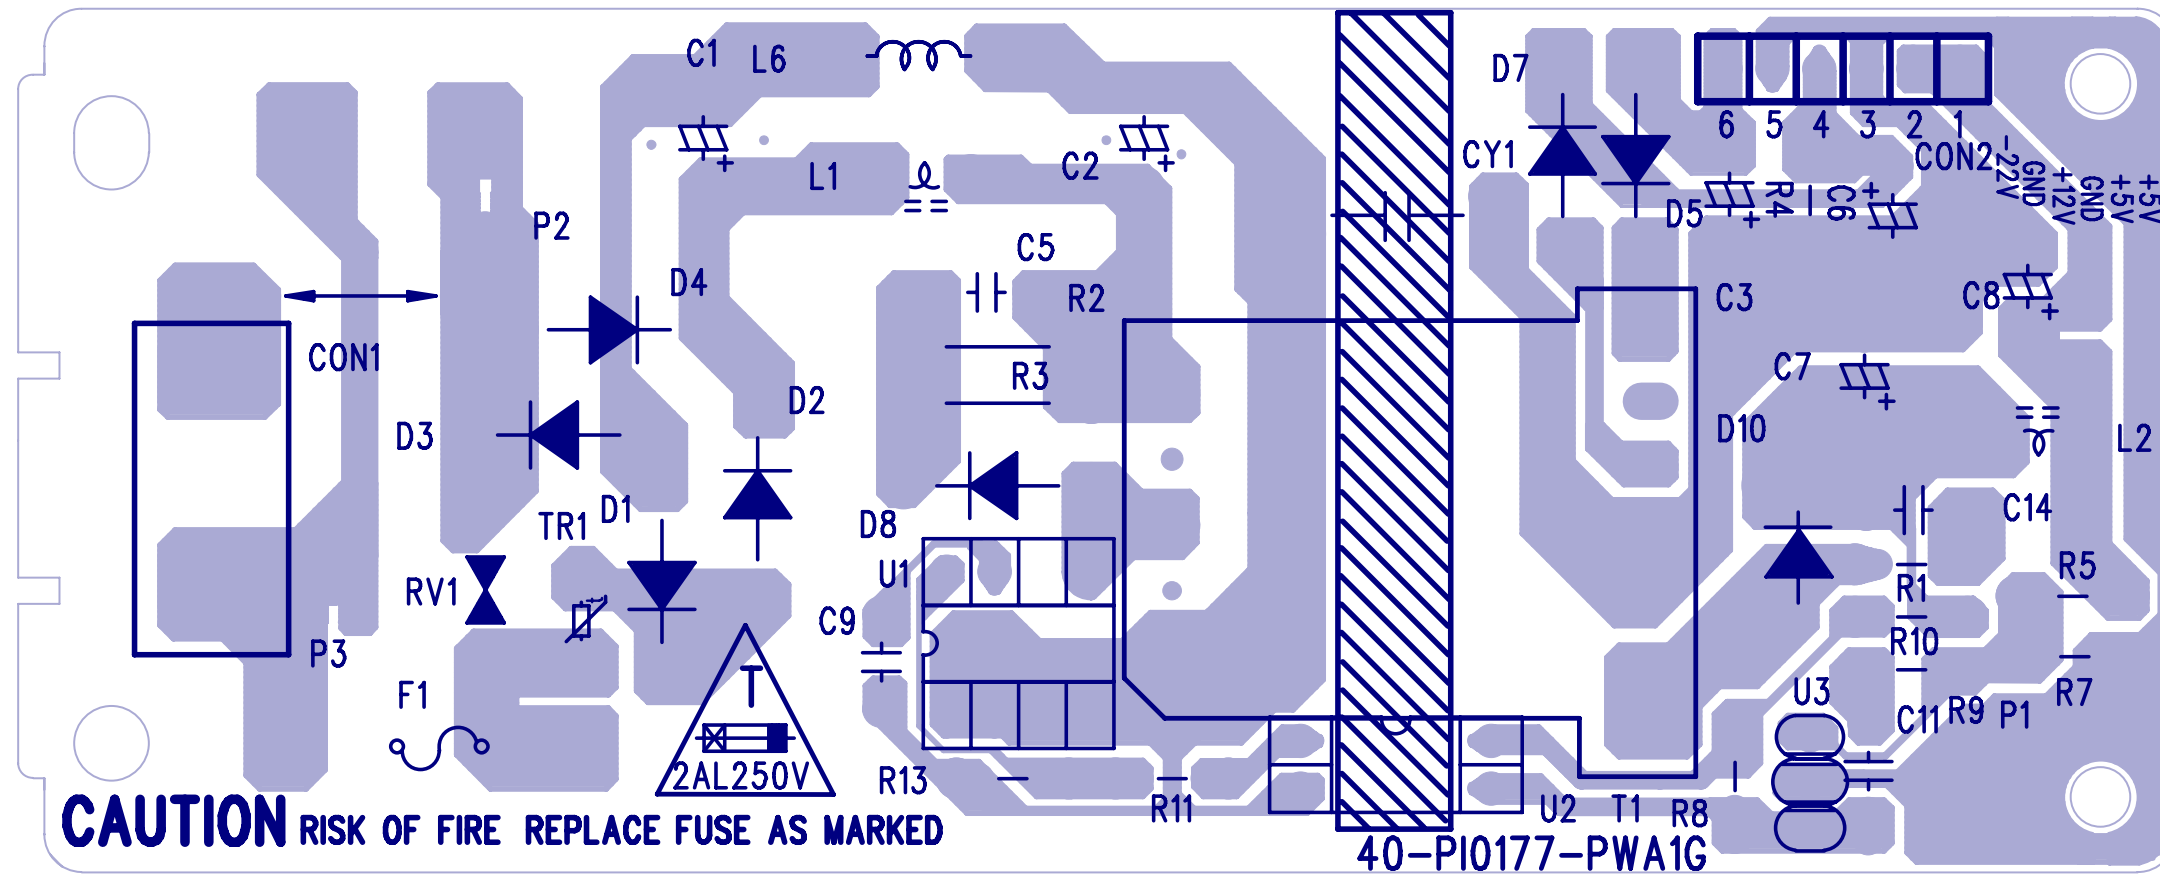 C1
L6
D7
6 5 4 3 2 1
CON2
CY1
C2
L1
-22V
GND
+12V
GND
+5V
+5V
D5
R4
C6
P2
C5
D4
R2
C3
C8
CON1
R3
C7
D2
D3
D10
L2
D1
TR1
D8
C14
U1
R5
RV1
R1
t
C9
R10
P3
T
F1
U3
R7
R9
P1
C11
2AL250V
R13
R11
U2
T1
R8
CAUTION RISK OF FIRE REPLACE FUSE AS MARKED
40-PI0177-PWA1G